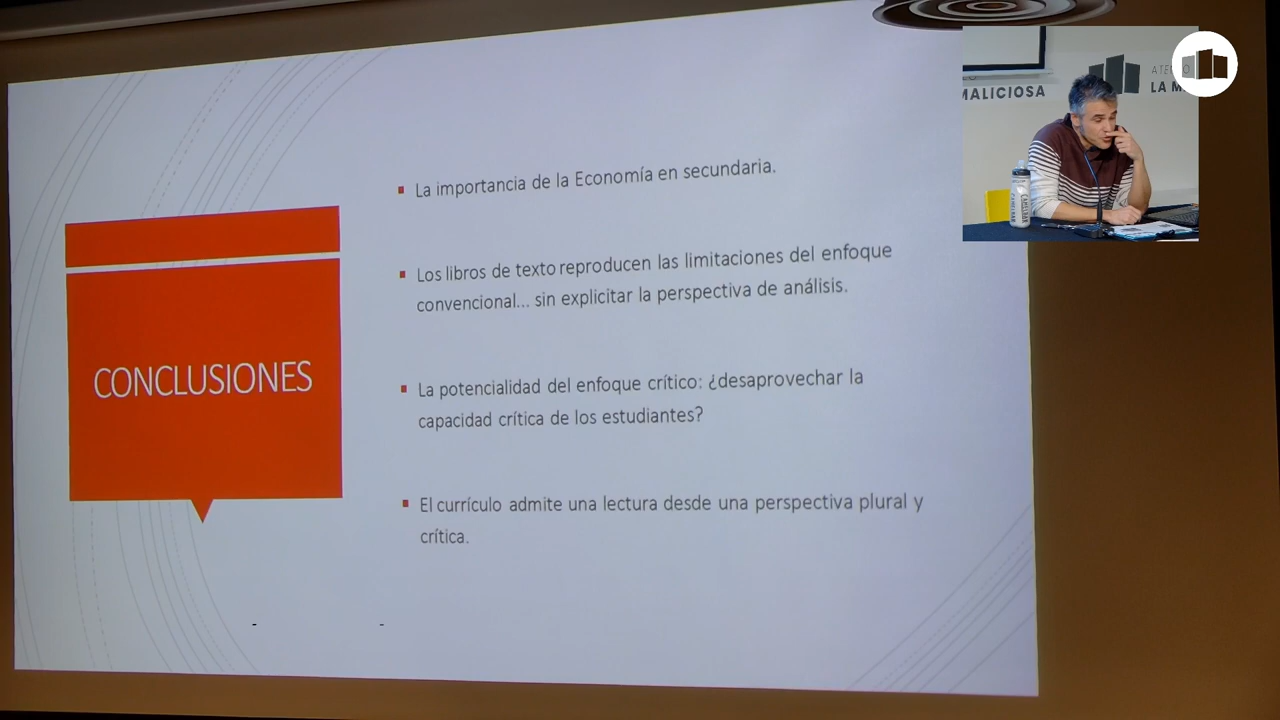 CONCLUSIONES
La importancia de la Economía en secundaria.
Los libros de texto reproducen las limitaciones del enfoque
convencional... sin explicitar la perspectiva de análisis.
La potencialidad del enfoque crítico: ¿desaprovechar la
capacidad crítica de los estudiantes?
El currículo admite una lectura desde una perspectiva plural y
crítica.
MALICIOSA
LA M
CAMELBAK